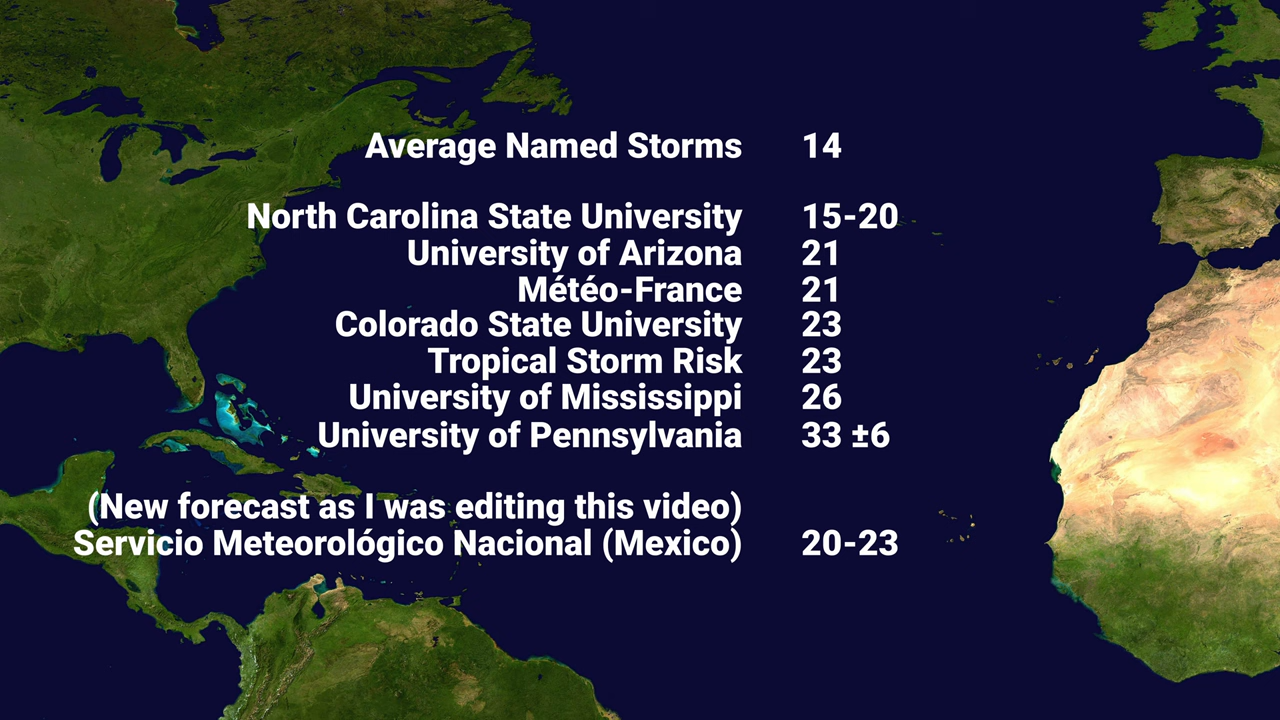 Average Named Storms 14
North Carolina State University 15-20
University of Arizona 21
Météo-France 21
Colorado State University 23
Tropical Storm Risk 23
University of Mississippi 26
University of Pennsylvania 33 ±6
(New forecast as I was editing this video)
Servicio Meteorológico Nacional (Mexico) 20-23